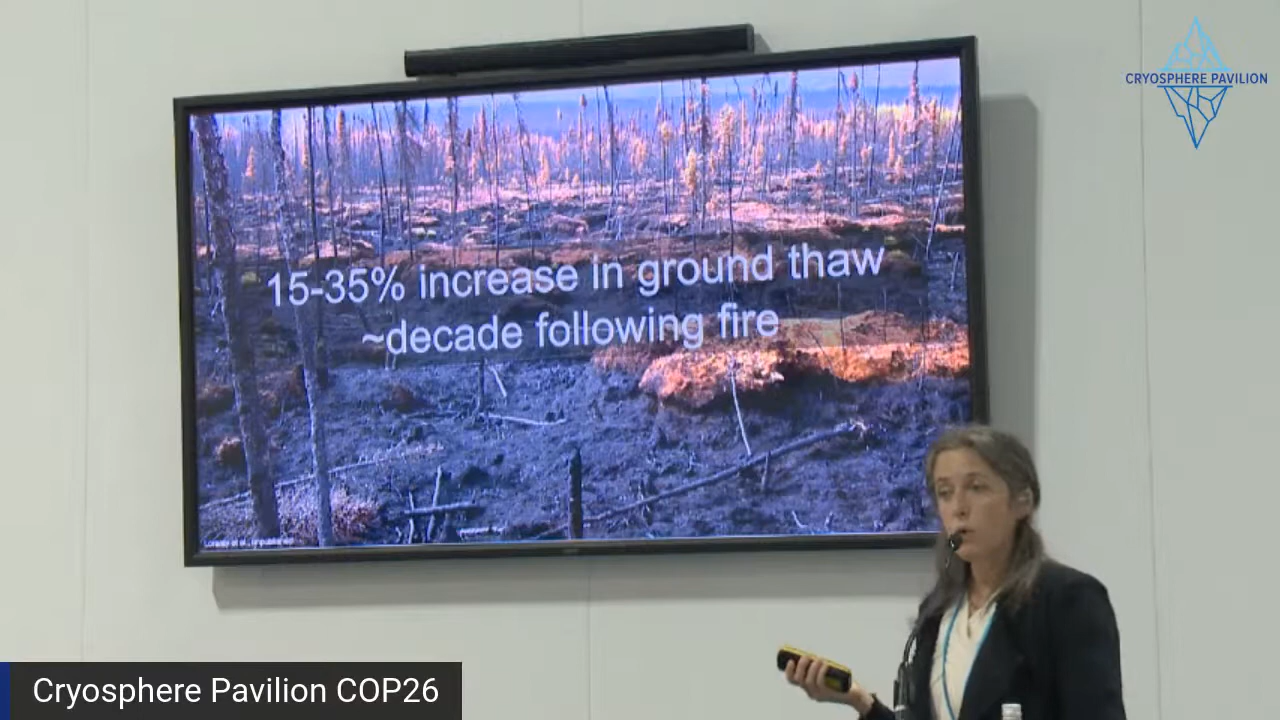 CRYOSPHERE PAVILION
15-35% increase in ground thaw
~decade following fire
Cryosphere Pavilion COP26